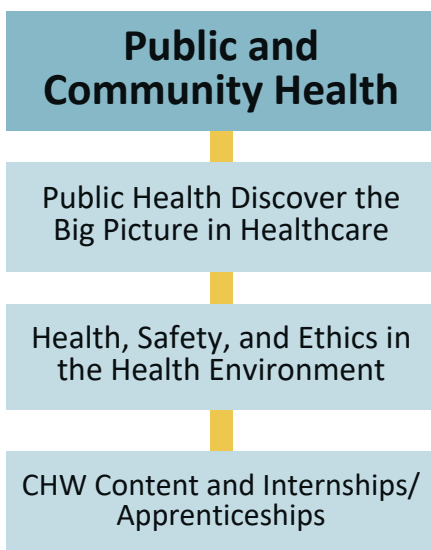 Public and
Community Health
Public Health Discover the
Big Picture in Healthcare
Health, Safety, and Ethics in
the Health Environment
CHW Content and Internships/
Apprenticeships